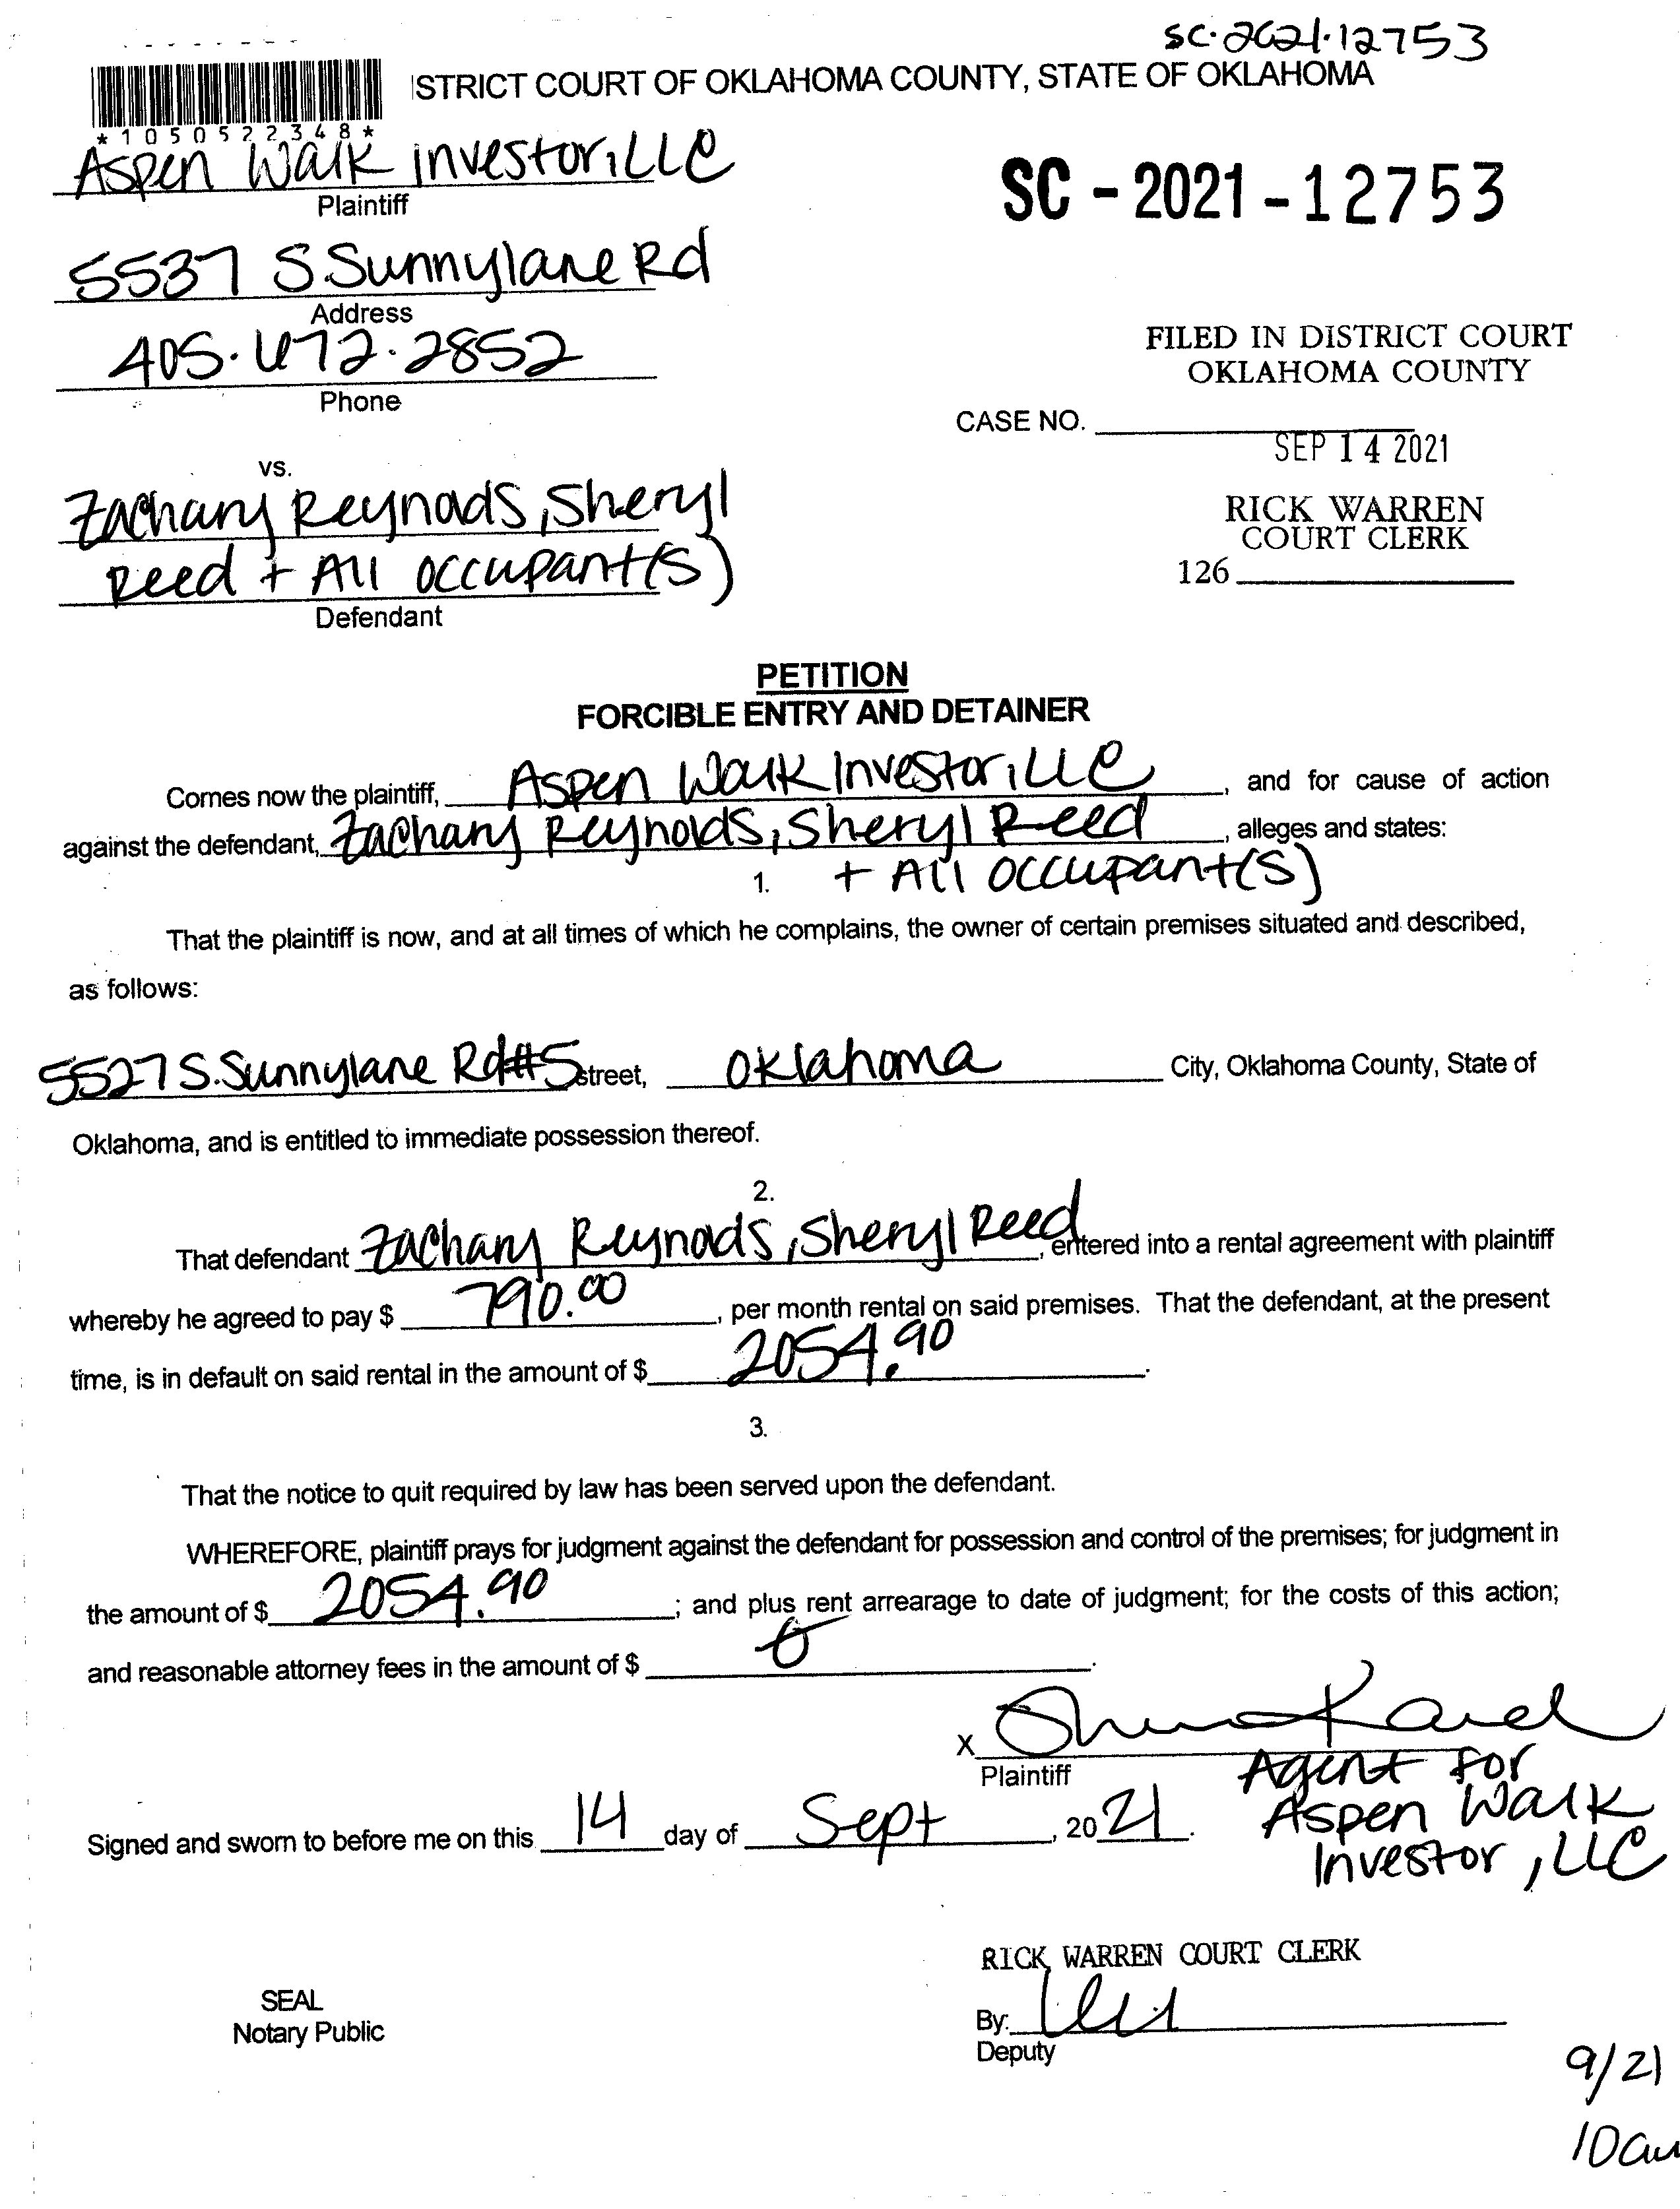 SC·2021·12753
ISTRICT COURT OF OKLAHOMA COUNTY, STATE OF OKLAHOMA
*1050522348*
Aspen Walk investor, LLC
Plaintiff
SC - 2021 - 12753
5537 S. Sunnylane Rd
Address
405·672·2852
Phone
FILED IN DISTRICT COURT
OKLAHOMA COUNTY
CASE NO.
SEP 14 2021
vs.
RICK WARREN
COURT CLERK
126
Zachary Reynods, Sheryl
Reed + All occupant(s)
Defendant
PETITION
FORCIBLE ENTRY AND DETAINER
Comes now the plaintiff, Aspen Walk Investor, LLC, and for cause of action
against the defendant, Zachary Reynolds, Sheryl Reed, alleges and states:
1. + All occupant(s)
That the plaintiff is now, and at all times of which he complains, the owner of certain premises situated and described,
as follows:
5527 S. Sunnylane Rd #5 street, Oklahoma City, Oklahoma County, State of
Oklahoma, and is entitled to immediate possession thereof.
2.
That defendant Zachary Reynods, Sheryl Reed, entered into a rental agreement with plaintiff
whereby he agreed to pay $ 790.00, per month rental on said premises. That the defendant, at the present
time, is in default on said rental in the amount of $ 2054.90.
3.
That the notice to quit required by law has been served upon the defendant.
WHEREFORE, plaintiff prays for judgment against the defendant for possession and control of the premises; for judgment in
the amount of $ 2054.90; and plus rent arrearage to date of judgment; for the costs of this action;
and reasonable attorney fees in the amount of $ 0.
X
Plaintiff
Agent for
Aspen Walk
Investor, LLC
Signed and sworn to before me on this 14 day of Sept, 2021.
RICK WARREN COURT CLERK
SEAL
Notary Public
By:
Deputy
9/21
10am